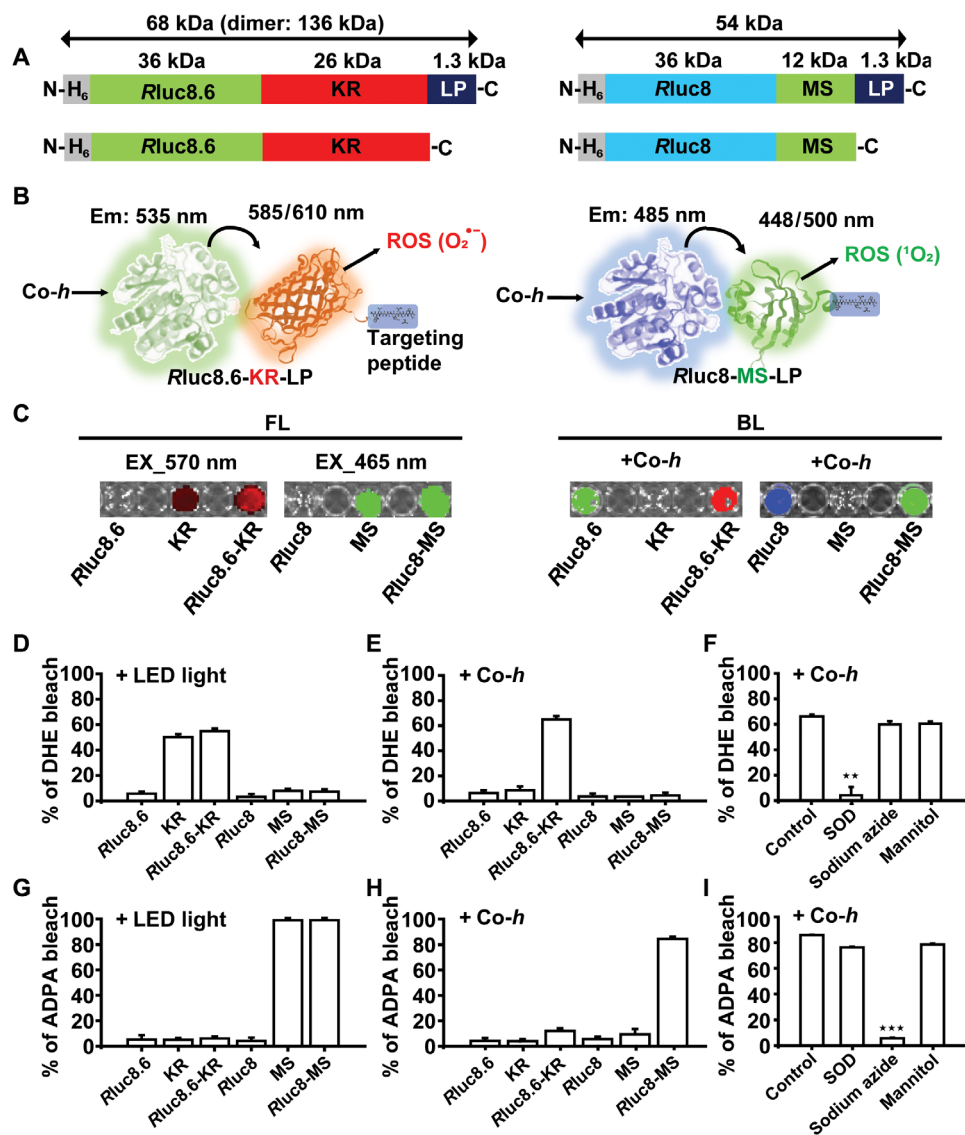 68 kDa (dimer: 136 kDa) 54 kDa
A 36 kDa 26 kDa 1.3 kDa 36 kDa 12 kDa 1.3 kDa
N-H6 Rluc8.6 KR LP -C N-H6 Rluc8 MS LP -C
N-H6 Rluc8.6 KR -C N-H6 Rluc8 MS -C
B
Em: 535 nm 585/610 nm Em: 485 nm 448/500 nm
ROS (O2•−) ROS (¹O2)
Co-h Co-h
Targeting
peptide
Rluc8.6-KR-LP Rluc8-MS-LP
C FL BL
EX_570 nm EX_465 nm +Co-h +Co-h
Rluc8.6 KR Rluc8.6-KR Rluc8 MS Rluc8-MS Rluc8.6 KR Rluc8.6-KR Rluc8 MS Rluc8-MS
D
+ LED light
% of DHE bleach
100
80
60
40
20
0
Rluc8.6 KR Rluc8.6-KR Rluc8 MS Rluc8-MS
E
+ Co-h
% of DHE bleach
100
80
60
40
20
0
Rluc8.6 KR Rluc8.6-KR Rluc8 MS Rluc8-MS
F
+ Co-h
% of DHE bleach
100
80
60
40
20
0
★★
Control SOD Sodium azide Mannitol
G
+ LED light
% of ADPA bleach
100
80
60
40
20
0
Rluc8.6 KR Rluc8.6-KR Rluc8 MS Rluc8-MS
H
+ Co-h
% of ADPA bleach
100
80
60
40
20
0
Rluc8.6 KR Rluc8.6-KR Rluc8 MS Rluc8-MS
I
+ Co-h
% of ADPA bleach
100
80
60
40
20
0
★★★
Control SOD Sodium azide Mannitol